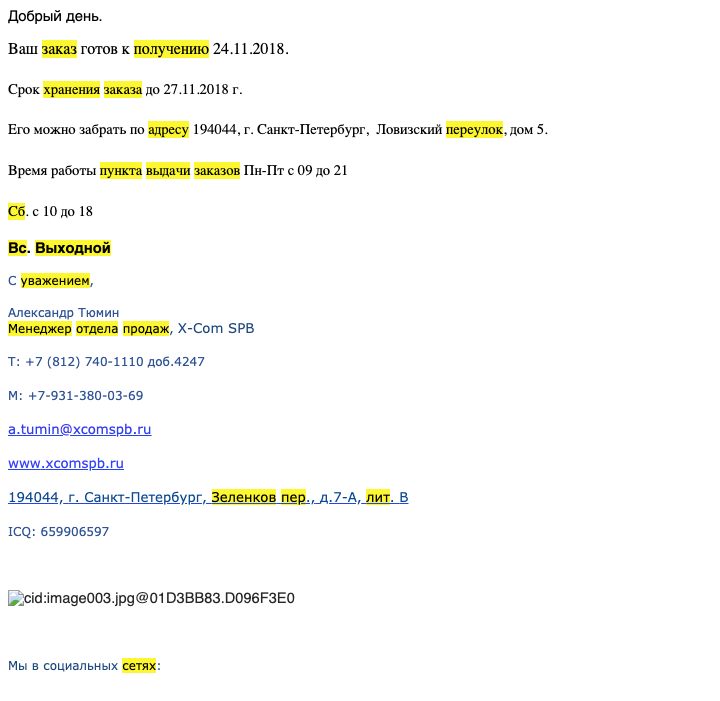 Добрый день.
Ваш заказ готов к получению 24.11.2018.
Срок хранения заказа до 27.11.2018 г.
Его можно забрать по адресу 194044, г. Санкт-Петербург, Ловизский переулок, дом 5.
Время работы пункта выдачи заказов Пн-Пт с 09 до 21
Сб. с 10 до 18
Вс. Выходной
С уважением,
Александр Тюмин
Менеджер отдела продаж, X-Com SPB
Т: +7 (812) 740-1110 доб.4247
М: +7-931-380-03-69
a.tumin@xcomspb.ru
www.xcomspb.ru
194044, г. Санкт-Петербург, Зеленков пер., д.7-А, лит. В
ICQ: 659906597
cid:image003.jpg@01D3BB83.D096F3E0
Мы в социальных сетях: